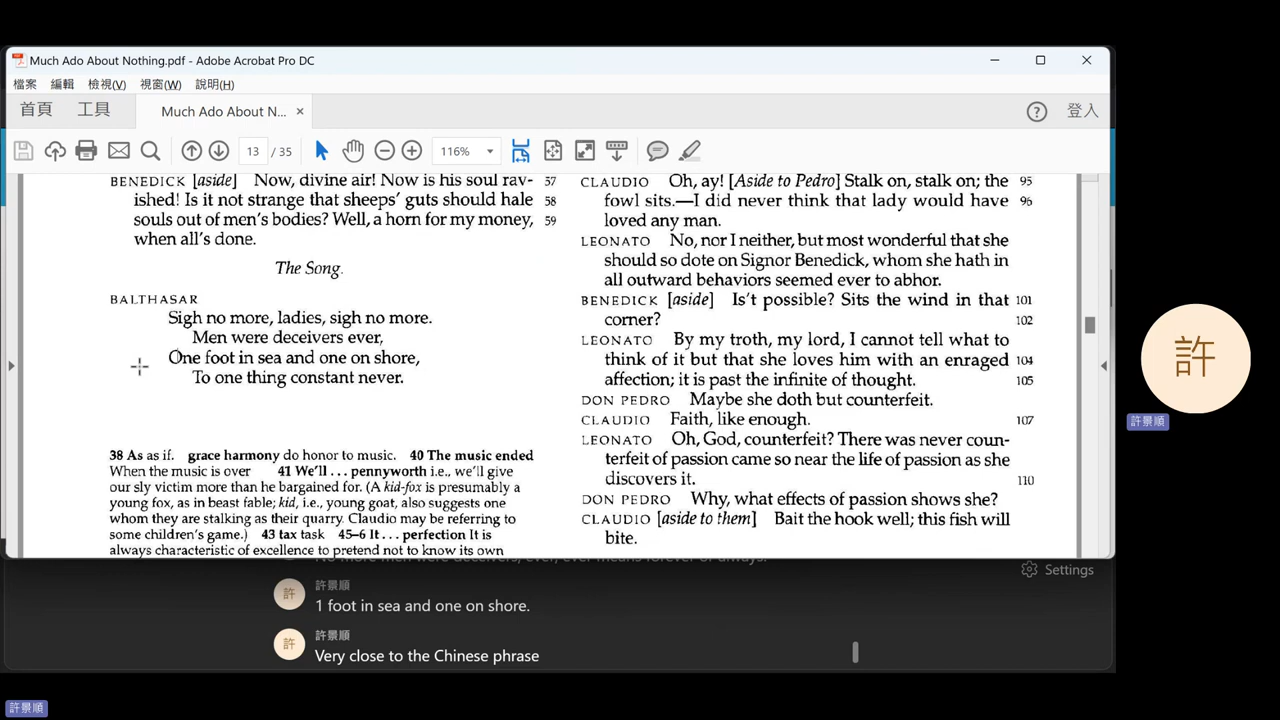 Much Ado About Nothing.pdf - Adobe Acrobat Pro DC
檔案 編輯 檢視(V) 視窗(W) 說明(H)
首頁 工具 Much Ado About N... × 登入
13 / 35 116%
BENEDICK [aside] Now, divine air! Now is his soul rav- 57
ished! Is it not strange that sheeps' guts should hale 58
souls out of men's bodies? Well, a horn for my money, 59
when all's done.
The Song.
BALTHASAR
Sigh no more, ladies, sigh no more.
Men were deceivers ever,
One foot in sea and one on shore,
To one thing constant never.
38 As as if. grace harmony do honor to music. 40 The music ended
When the music is over 41 We'll . . . pennyworth i.e., we'll give
our sly victim more than he bargained for. (A kid-fox is presumably a
young fox, as in beast fable; kid, i.e., young goat, also suggests one
whom they are stalking as their quarry. Claudio may be referring to
some children's game.) 43 tax task 45–6 It . . . perfection It is
always characteristic of excellence to pretend not to know its own
CLAUDIO Oh, ay! [Aside to Pedro] Stalk on, stalk on; the 95
fowl sits.—I did never think that lady would have 96
loved any man.
LEONATO No, nor I neither, but most wonderful that she
should so dote on Signor Benedick, whom she hath in
all outward behaviors seemed ever to abhor.
BENEDICK [aside] Is't possible? Sits the wind in that 101
corner? 102
LEONATO By my troth, my lord, I cannot tell what to
think of it but that she loves him with an enraged 104
affection; it is past the infinite of thought. 105
DON PEDRO Maybe she doth but counterfeit.
CLAUDIO Faith, like enough. 107
LEONATO Oh, God, counterfeit? There was never coun-
terfeit of passion came so near the life of passion as she
discovers it. 110
DON PEDRO Why, what effects of passion shows she?
CLAUDIO [aside to them] Bait the hook well; this fish will
bite.
No more men were deceivers, ever, ever means forever or always.
Settings
許 許景順
1 foot in sea and one on shore.
許 許景順
Very close to the Chinese phrase
許
許景順
許景順